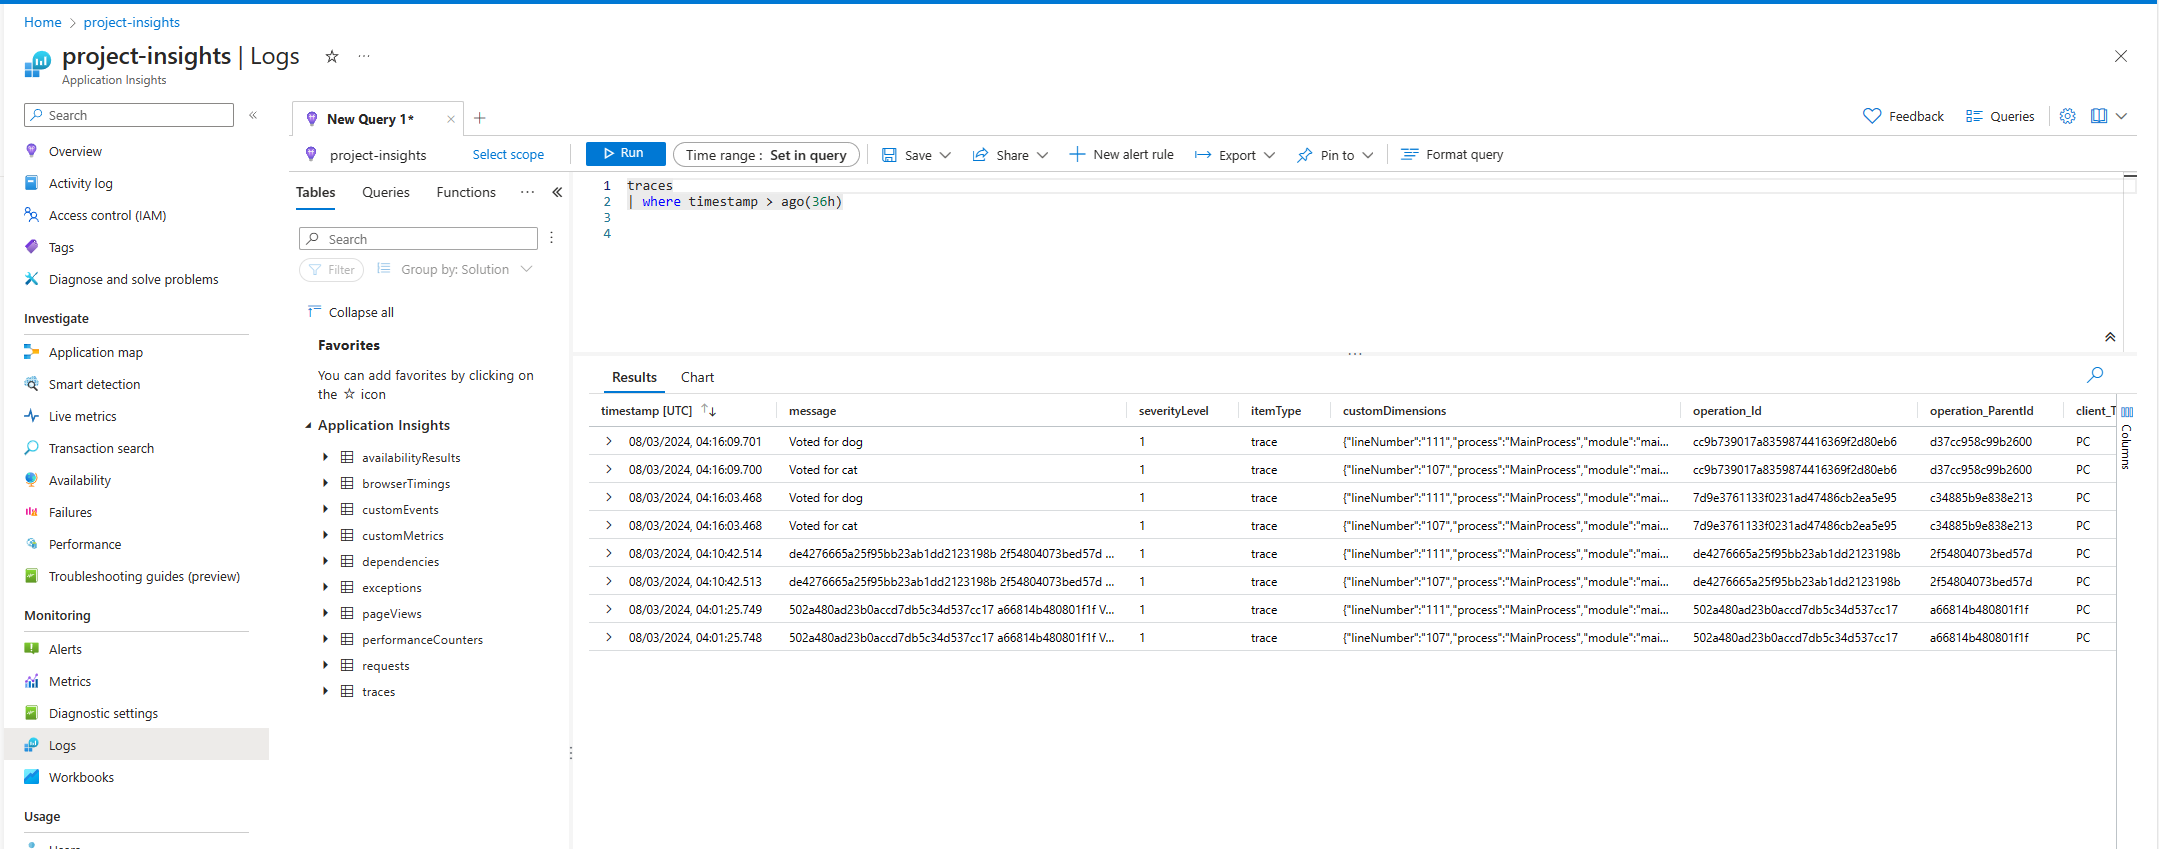 Home > project-insights
project-insights | Logs
Application Insights
Search
Overview
Activity log
Access control (IAM)
Tags
Diagnose and solve problems
Investigate
Application map
Smart detection
Live metrics
Transaction search
Availability
Failures
Performance
Troubleshooting guides (preview)
Monitoring
Alerts
Metrics
Diagnostic settings
Logs
Workbooks
Usage
New Query 1*
Feedback
Queries
project-insights
Select scope
Run
Time range : Set in query
Save
Share
New alert rule
Export
Pin to
Format query
Tables
Queries
Functions
Search
Filter
Group by: Solution
Collapse all
Favorites
You can add favorites by clicking on
the ☆ icon
Application Insights
availabilityResults
browserTimings
customEvents
customMetrics
dependencies
exceptions
pageViews
performanceCounters
requests
traces
1 traces
2 | where timestamp > ago(36h)
3
4
Results
Chart
timestamp [UTC] message severityLevel itemType customDimensions operation_Id operation_ParentId client_T
08/03/2024, 04:16:09.701 Voted for dog 1 trace {"lineNumber":"111","process":"MainProcess","module":"mai... cc9b739017a8359874416369f2d80eb6 d37cc958c99b2600 PC
08/03/2024, 04:16:09.700 Voted for cat 1 trace {"lineNumber":"107","process":"MainProcess","module":"mai... cc9b739017a8359874416369f2d80eb6 d37cc958c99b2600 PC
08/03/2024, 04:16:03.468 Voted for dog 1 trace {"lineNumber":"111","process":"MainProcess","module":"mai... 7d9e3761133f0231ad47486cb2ea5e95 c34885b9e838e213 PC
08/03/2024, 04:16:03.468 Voted for cat 1 trace {"lineNumber":"107","process":"MainProcess","module":"mai... 7d9e3761133f0231ad47486cb2ea5e95 c34885b9e838e213 PC
08/03/2024, 04:10:42.514 de4276665a25f95bb23ab1dd2123198b 2f54804073bed57d ... 1 trace {"lineNumber":"111","process":"MainProcess","module":"mai... de4276665a25f95bb23ab1dd2123198b 2f54804073bed57d PC
08/03/2024, 04:10:42.513 de4276665a25f95bb23ab1dd2123198b 2f54804073bed57d ... 1 trace {"lineNumber":"107","process":"MainProcess","module":"mai... de4276665a25f95bb23ab1dd2123198b 2f54804073bed57d PC
08/03/2024, 04:01:25.749 502a480ad23b0accd7db5c34d537cc17 a66814b480801f1f V... 1 trace {"lineNumber":"111","process":"MainProcess","module":"mai... 502a480ad23b0accd7db5c34d537cc17 a66814b480801f1f PC
08/03/2024, 04:01:25.748 502a480ad23b0accd7db5c34d537cc17 a66814b480801f1f V... 1 trace {"lineNumber":"107","process":"MainProcess","module":"mai... 502a480ad23b0accd7db5c34d537cc17 a66814b480801f1f PC
Columns